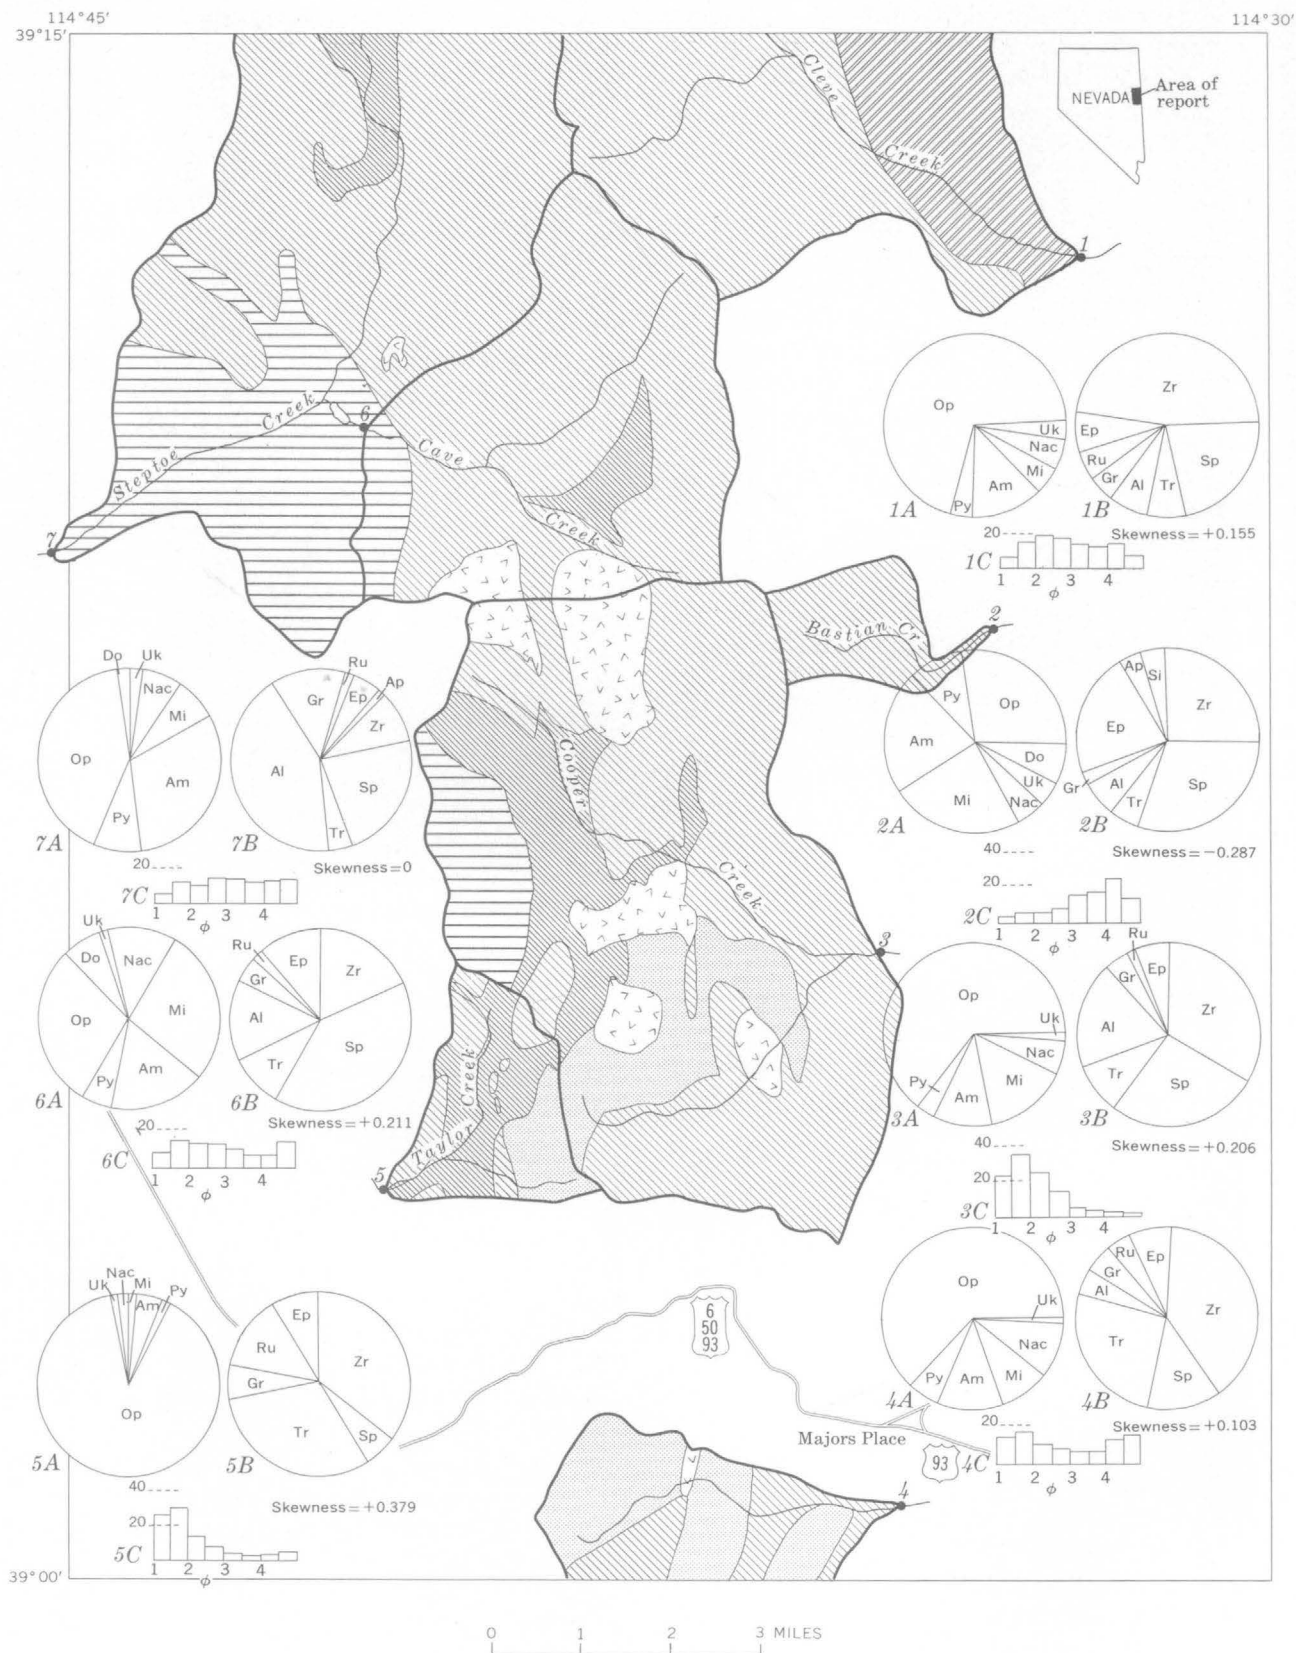 114°45′ 114°30′
39°15′
NEVADA
Area of
report
Cleve
Creek
1
Steptoe Creek
6
Cave
Creek
7
Op Uk Nac Mi Am Py
1A
Zr Ep Ru Gr Al Tr Sp
1B
Skewness=+0.155
20
1C
1 2 3 4
φ
Bastian Cr
2
Py Op Am Do Uk Nac Mi
2A
Ap Si Zr Ep Gr Al Tr Sp
2B
Skewness=−0.287
40
20
2C
1 2 3 4
φ
Do Uk Nac Mi Op Am Py
7A
Ru Gr Ep Ap Zr Al Sp Tr
7B
Skewness=0
20
7C
1 2 3 4
φ
Cooper
Creek
3
Uk Do Nac Op Mi Py Am
6A
Ru Ep Gr Zr Al Sp Tr
6B
Skewness=+0.211
20
6C
1 2 3 4
φ
Op Uk Nac Mi Am Py
3A
Ru Ep Gr Zr Al Tr Sp
3B
Skewness=+0.206
40
20
3C
1 2 3 4
φ
Taylor Creek
5
Op Uk Nac Mi Am Py
4A
Ru Ep Gr Al Zr Tr Sp
4B
Skewness=+0.103
20
4C
1 2 3 4
φ
Uk Nac Mi Am Py Op
5A
Ep Ru Gr Zr Tr Sp
5B
Skewness=+0.379
40
20
5C
1 2 3 4
φ
6
50
93
Majors Place
93
4
39°00′
0 1 2 3 MILES